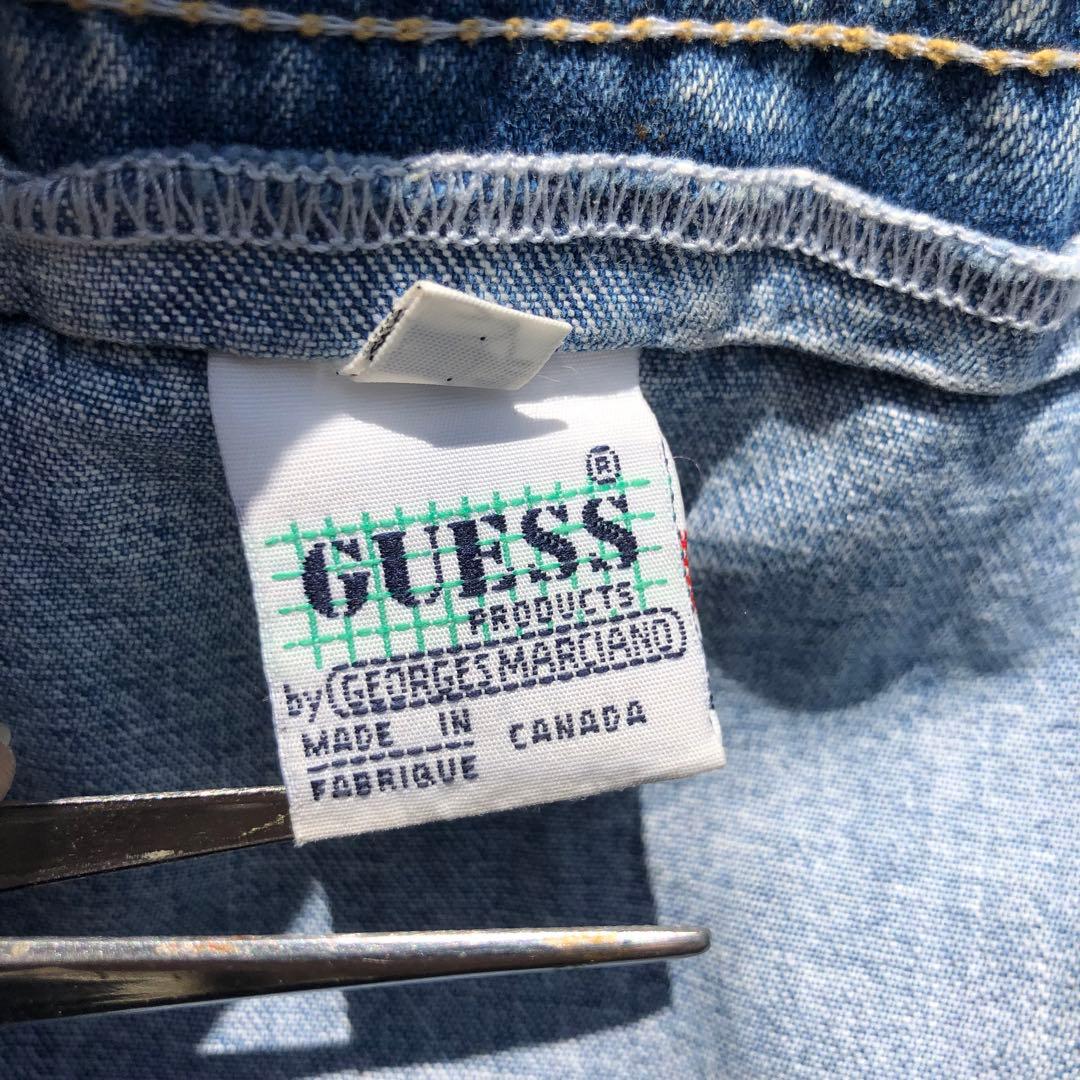 GUESS®
PRODUCTS
by GEORGES MARCIANO
MADE IN CANADA
FABRIQUE